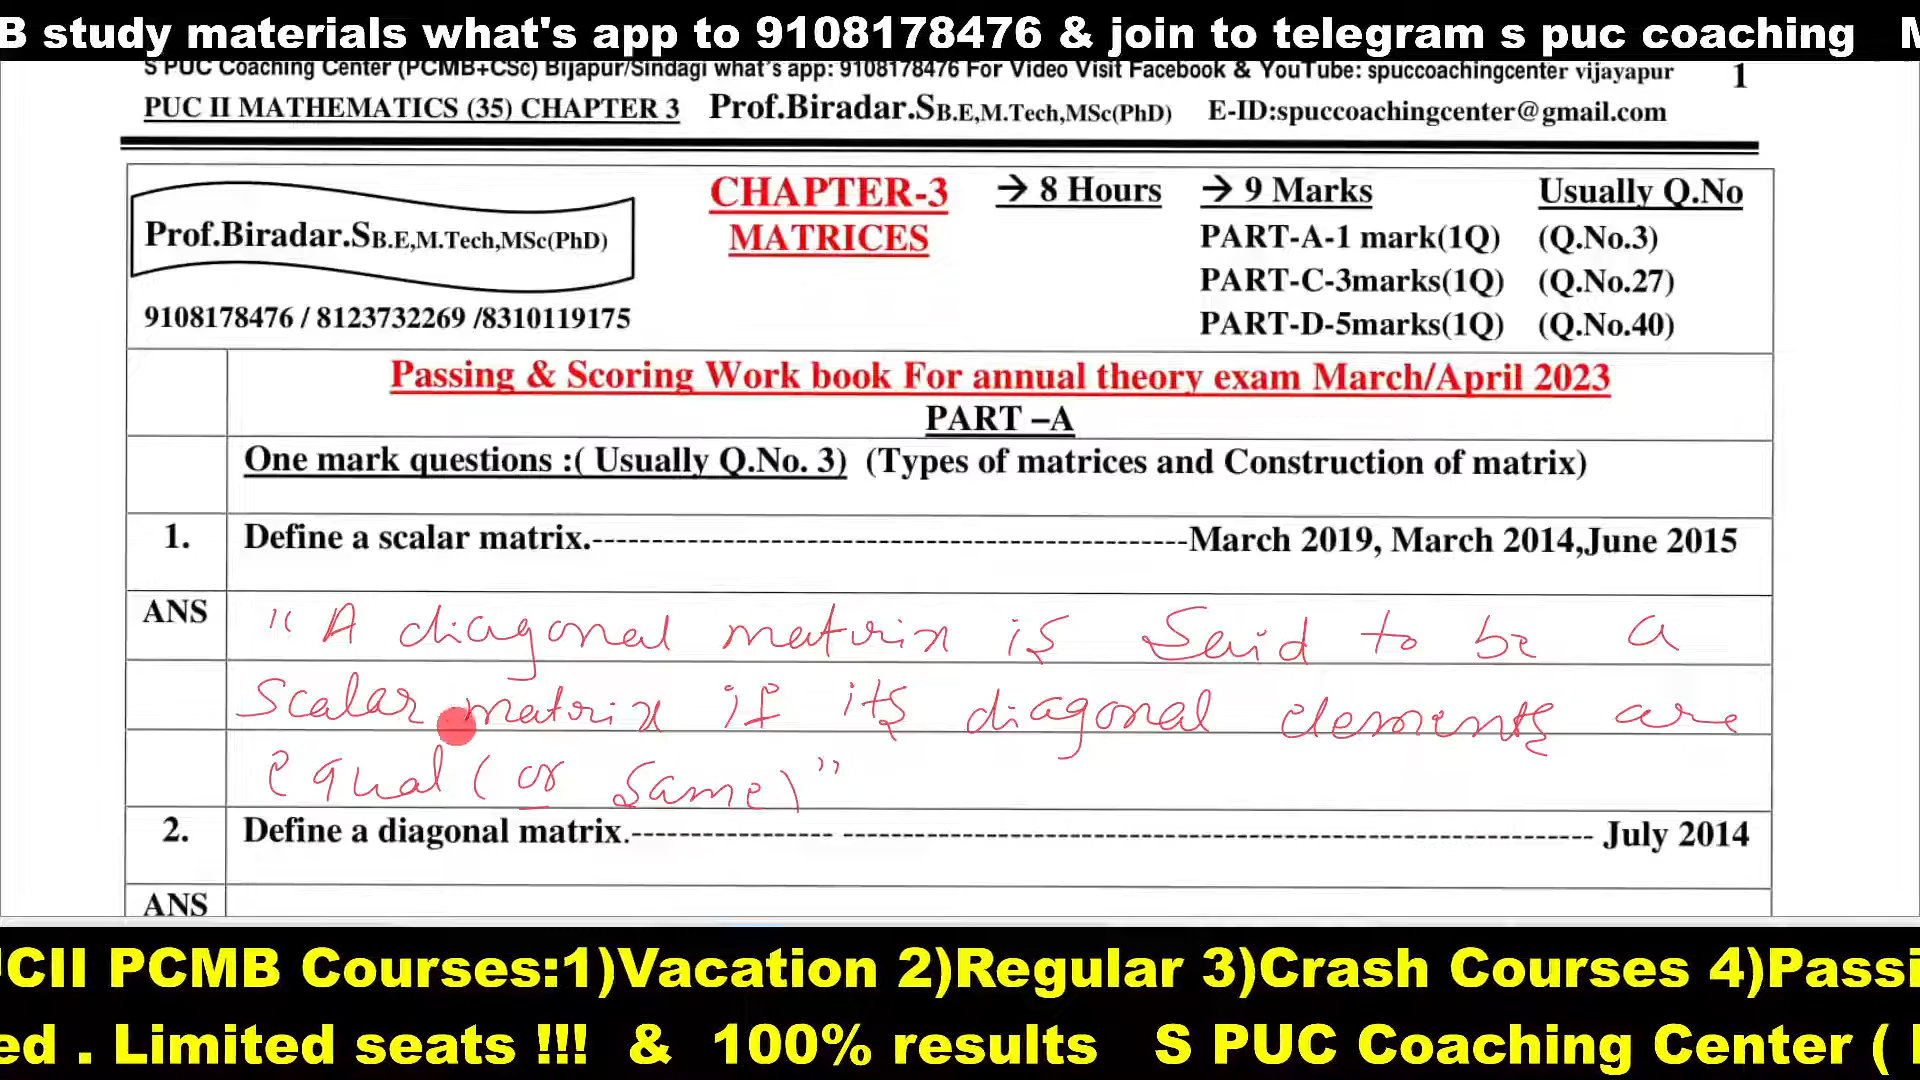 B study materials what's app to 9108178476 & join to telegram s puc coaching
S PUC Coaching Center (PCMB+CSc) Bijapur/Sindagi what's app: 9108178476 For Video Visit Facebook & YouTube: spuccoachingcenter vijayapur 1
PUC II MATHEMATICS (35) CHAPTER 3 Prof.Biradar.SB.E,M.Tech,MSc(PhD) E-ID:spuccoachingcenter@gmail.com
CHAPTER-3 → 8 Hours → 9 Marks Usually Q.No
Prof.Biradar.SB.E,M.Tech,MSc(PhD) MATRICES PART-A-1 mark(1Q) (Q.No.3)
PART-C-3marks(1Q) (Q.No.27)
9108178476 / 8123732269 /8310119175 PART-D-5marks(1Q) (Q.No.40)
Passing & Scoring Work book For annual theory exam March/April 2023
PART –A
One mark questions :( Usually Q.No. 3) (Types of matrices and Construction of matrix)
1. Define a scalar matrix.--------------------------------------------------March 2019, March 2014,June 2015
ANS "A diagonal matrix is said to be a
scalar matrix if its diagonal elements are
equal (or same)"
2. Define a diagonal matrix.----------------- --------------------------------------------------------------- July 2014
ANS
CII PCMB Courses:1)Vacation 2)Regular 3)Crash Courses 4)Passi
ed . Limited seats !!! & 100% results S PUC Coaching Center (